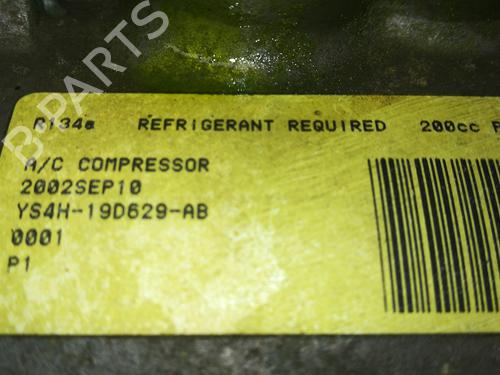 B-PARTS
R134a REFRIGERANT REQUIRED 200cc
A/C COMPRESSOR
2002SEP10
YS4H-19D629-AB
0001
P1